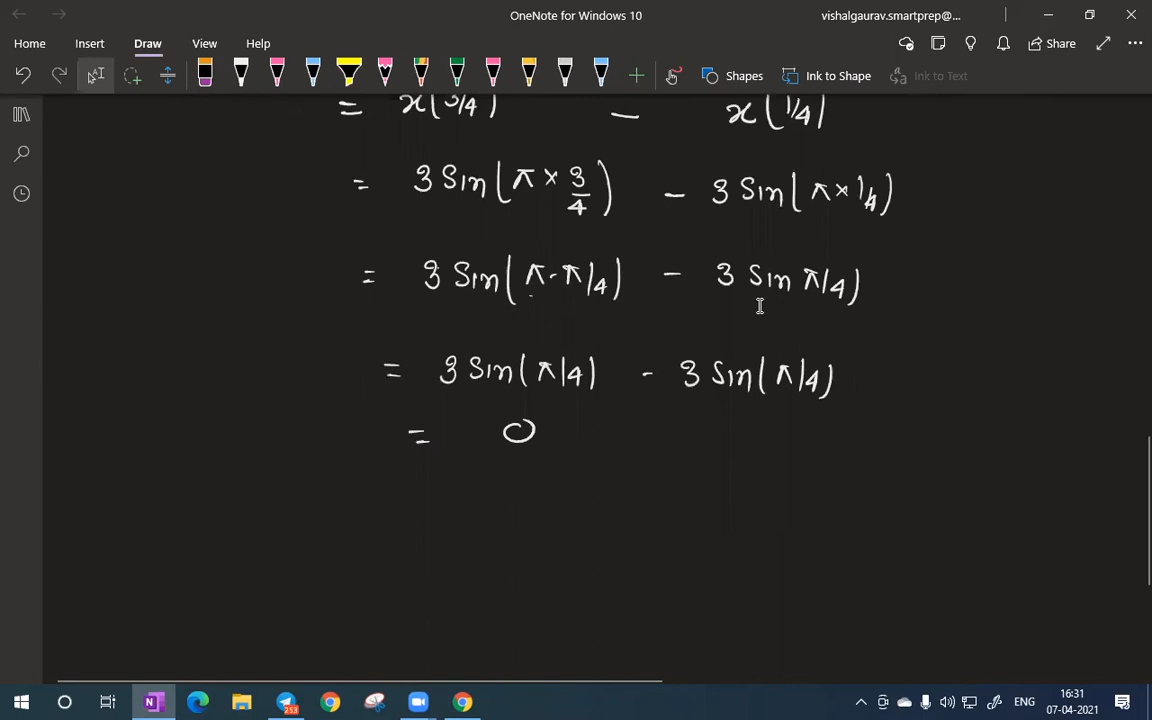 OneNote for Windows 10
vishalgaurav.smartprep@...
Home Insert Draw View Help
Share
Shapes Ink to Shape Ink to Text
= x(3/4) - x(1/4)
= 3 Sin(π × 3/4) - 3 Sin(π × 1/4)
= 3 Sin(π - π/4) - 3 Sin π/4)
= 3 Sin(π/4) - 3 Sin(π/4)
= 0
253
ENG
16:31
07-04-2021